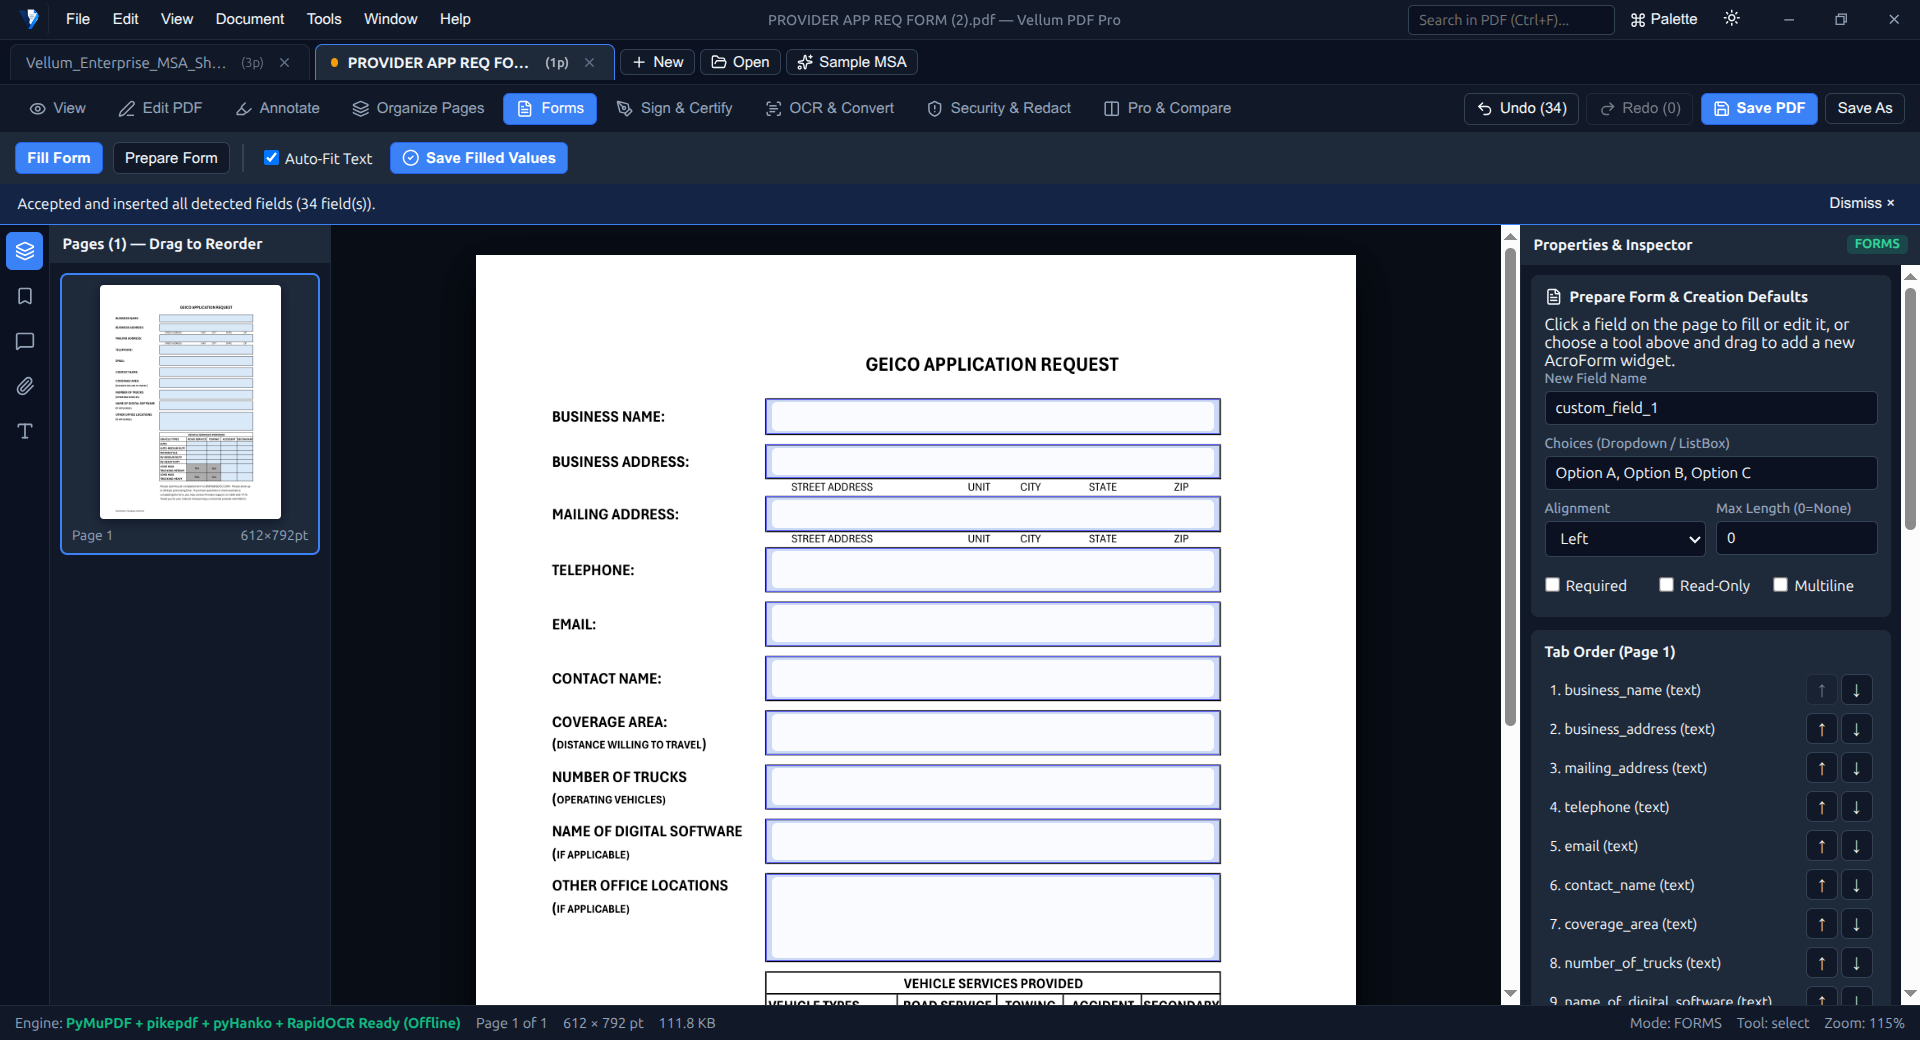 File Edit View Document Tools Window Help
PROVIDER APP REQ FORM (2).pdf — Vellum PDF Pro
Search in PDF (Ctrl+F)...
Palette
Vellum_Enterprise_MSA_Sh... (3p)
PROVIDER APP REQ FO... (1p)
New
Open
Sample MSA
View Edit PDF Annotate Organize Pages Forms Sign & Certify OCR & Convert Security & Redact Pro & Compare
Undo (34) Redo (0) Save PDF Save As
Fill Form Prepare Form Auto-Fit Text Save Filled Values
Accepted and inserted all detected fields (34 field(s)).
Dismiss ×
Pages (1) — Drag to Reorder
Page 1 612×792pt
GEICO APPLICATION REQUEST
BUSINESS NAME:
BUSINESS ADDRESS:
STREET ADDRESS UNIT CITY STATE ZIP
MAILING ADDRESS:
STREET ADDRESS UNIT CITY STATE ZIP
TELEPHONE:
EMAIL:
CONTACT NAME:
COVERAGE AREA:
(DISTANCE WILLING TO TRAVEL)
NUMBER OF TRUCKS
(OPERATING VEHICLES)
NAME OF DIGITAL SOFTWARE
(IF APPLICABLE)
OTHER OFFICE LOCATIONS
(IF APPLICABLE)
VEHICLE SERVICES PROVIDED
VEHICLE TYPES ROAD SERVICE TOWING ACCIDENT SECONDARY
Properties & Inspector FORMS
Prepare Form & Creation Defaults
Click a field on the page to fill or edit it, or
choose a tool above and drag to add a new
AcroForm widget.
New Field Name
custom_field_1
Choices (Dropdown / ListBox)
Option A, Option B, Option C
Alignment Max Length (0=None)
Left 0
Required Read-Only Multiline
Tab Order (Page 1)
1. business_name (text) ↑ ↓
2. business_address (text) ↑ ↓
3. mailing_address (text) ↑ ↓
4. telephone (text) ↑ ↓
5. email (text) ↑ ↓
6. contact_name (text) ↑ ↓
7. coverage_area (text) ↑ ↓
8. number_of_trucks (text) ↑ ↓
9. name_of_digital_software (text) ↑ ↓
Engine: PyMuPDF + pikepdf + pyHanko + RapidOCR Ready (Offline) Page 1 of 1 612 × 792 pt 111.8 KB
Mode: FORMS Tool: select Zoom: 115%